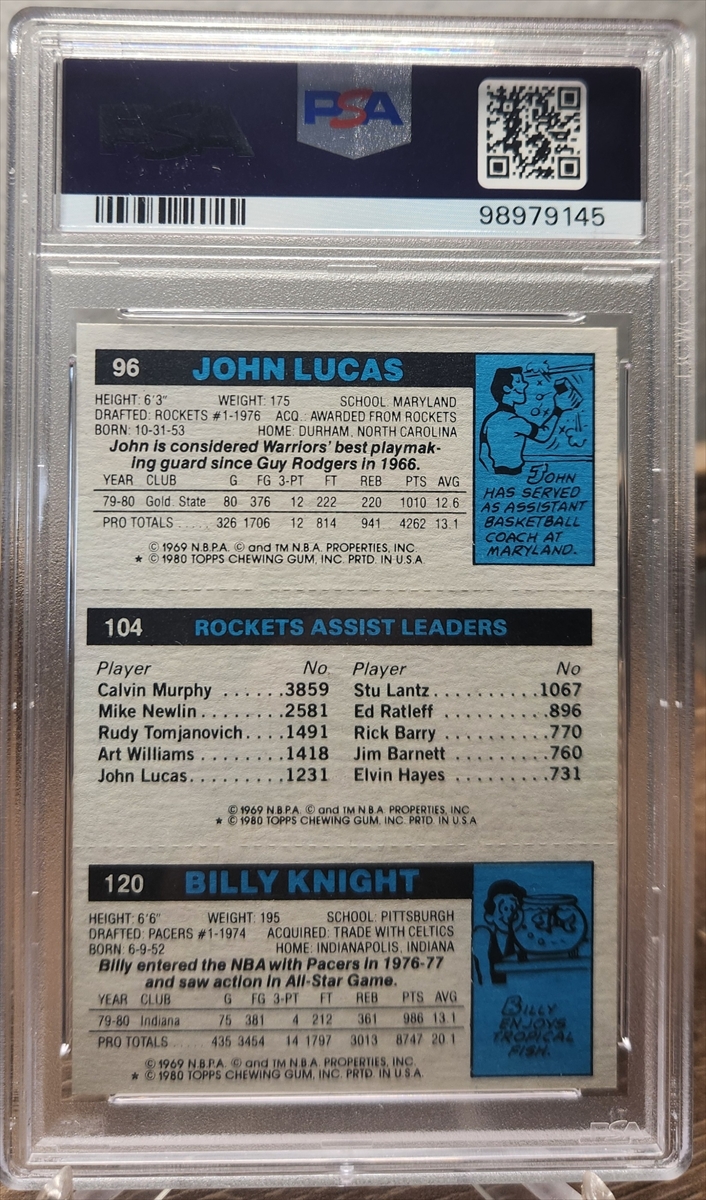 PSA
PSA
98979145
96 JOHN LUCAS
HEIGHT: 6'3" WEIGHT: 175 SCHOOL: MARYLAND
DRAFTED: ROCKETS #1-1976 ACQ.: AWARDED FROM ROCKETS
BORN: 10-31-53 HOME: DURHAM, NORTH CAROLINA
John is considered Warriors' best playmak-
ing guard since Guy Rodgers in 1966.
YEAR CLUB G FG 3-PT FT REB PTS AVG
79-80 Gold. State 80 376 12 222 220 1010 12.6
PRO TOTALS ..... 326 1706 12 814 941 4262 13.1
© 1969 N.B.P.A. © and TM N.B.A. PROPERTIES, INC.
★ © 1980 TOPPS CHEWING GUM, INC. PRTD. IN U.S.A.
JOHN
HAS SERVED
AS ASSISTANT
BASKETBALL
COACH AT
MARYLAND.
104 ROCKETS ASSIST LEADERS
Player No. Player No
Calvin Murphy ......3859 Stu Lantz..........1067
Mike Newlin........2581 Ed Ratleff ..........896
Rudy Tomjanovich....1491 Rick Barry ..........770
Art Williams ........1418 Jim Barnett ..........760
John Lucas.........1231 Elvin Hayes ..........731
© 1969 N.B.P.A. © and TM N.B.A. PROPERTIES, INC
★ © 1980 TOPPS CHEWING GUM, INC. PRTD. IN U.S.A
120 BILLY KNIGHT
HEIGHT: 6'6" WEIGHT: 195 SCHOOL: PITTSBURGH
DRAFTED: PACERS #1-1974 ACQUIRED: TRADE WITH CELTICS
BORN: 6-9-52 HOME: INDIANAPOLIS, INDIANA
Billy entered the NBA with Pacers in 1976-77
and saw action in All-Star Game.
YEAR CLUB G FG 3-PT FT REB PTS AVG
79-80 Indiana 75 381 4 212 361 986 13.1
PRO TOTALS ..... 435 3454 14 1797 3013 8747 20.1
© 1969 N.B.P.A. © and TM N.B.A. PROPERTIES, INC.
★ © 1980 TOPPS CHEWING GUM, INC. PRTD. IN U.S.A.
BILLY
ENJOYS
TROPICAL
FISH.
PSA